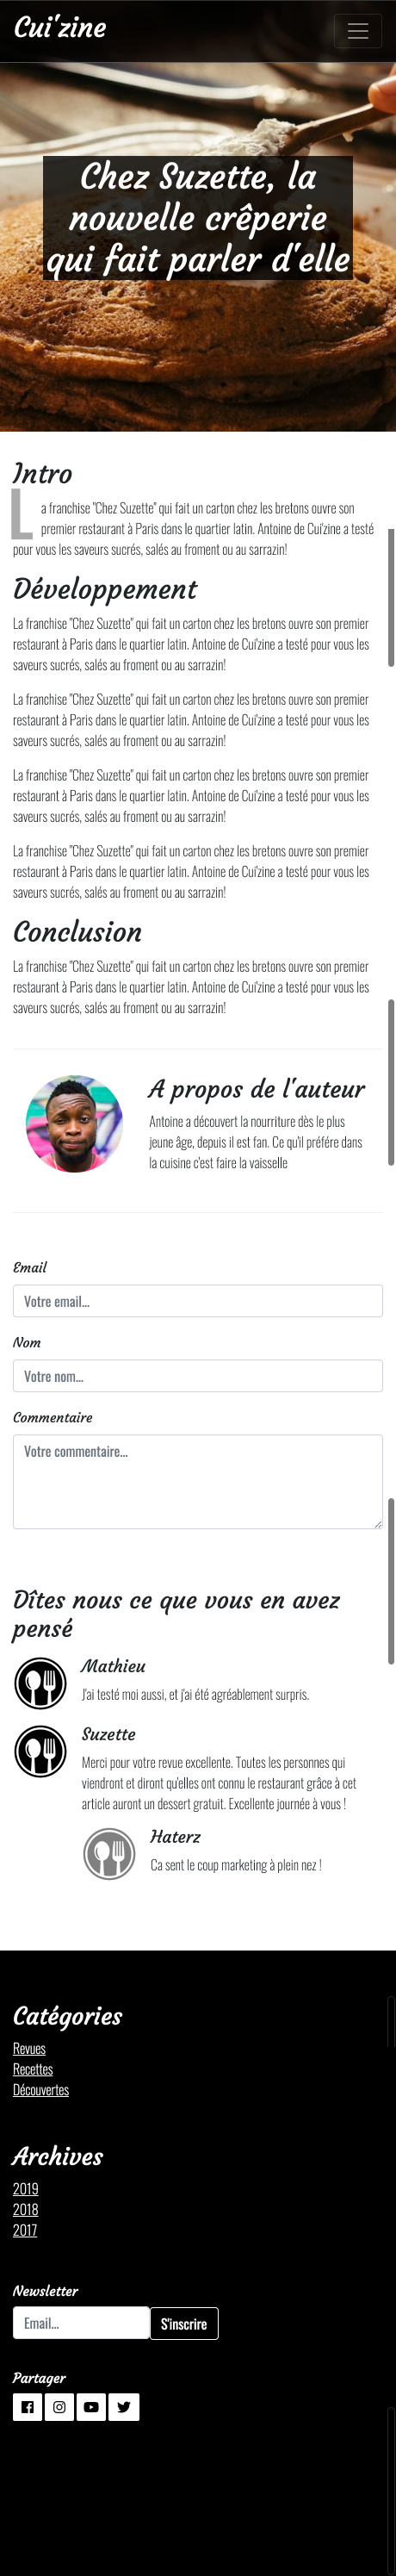 Cui'zine
Chez Suzette, la
nouvelle crêperie
qui fait parler d'elle
Intro
La franchise "Chez Suzette" qui fait un carton chez les bretons ouvre son
premier restaurant à Paris dans le quartier latin. Antoine de Cui'zine a testé
pour vous les saveurs sucrés, salés au froment ou au sarrazin!
Développement
La franchise "Chez Suzette" qui fait un carton chez les bretons ouvre son premier
restaurant à Paris dans le quartier latin. Antoine de Cui'zine a testé pour vous les
saveurs sucrés, salés au froment ou au sarrazin!
La franchise "Chez Suzette" qui fait un carton chez les bretons ouvre son premier
restaurant à Paris dans le quartier latin. Antoine de Cui'zine a testé pour vous les
saveurs sucrés, salés au froment ou au sarrazin!
La franchise "Chez Suzette" qui fait un carton chez les bretons ouvre son premier
restaurant à Paris dans le quartier latin. Antoine de Cui'zine a testé pour vous les
saveurs sucrés, salés au froment ou au sarrazin!
La franchise "Chez Suzette" qui fait un carton chez les bretons ouvre son premier
restaurant à Paris dans le quartier latin. Antoine de Cui'zine a testé pour vous les
saveurs sucrés, salés au froment ou au sarrazin!
Conclusion
La franchise "Chez Suzette" qui fait un carton chez les bretons ouvre son premier
restaurant à Paris dans le quartier latin. Antoine de Cui'zine a testé pour vous les
saveurs sucrés, salés au froment ou au sarrazin!
A propos de l'auteur
Antoine a découvert la nourriture dès le plus
jeune âge, depuis il est fan. Ce qu'il préfère dans
la cuisine c'est faire la vaisselle
Email
Votre email...
Nom
Votre nom...
Commentaire
Votre commentaire...
Dîtes nous ce que vous en avez
pensé
Mathieu
J'ai testé moi aussi, et j'ai été agréablement surpris.
Suzette
Merci pour votre revue excellente. Toutes les personnes qui
viendront et diront qu'elles ont connu le restaurant grâce à cet
article auront un dessert gratuit. Excellente journée à vous !
Haterz
Ca sent le coup marketing à plein nez !
Catégories
Revues
Recettes
Découvertes
Archives
2019
2018
2017
Newsletter
Email...
S'inscrire
Partager